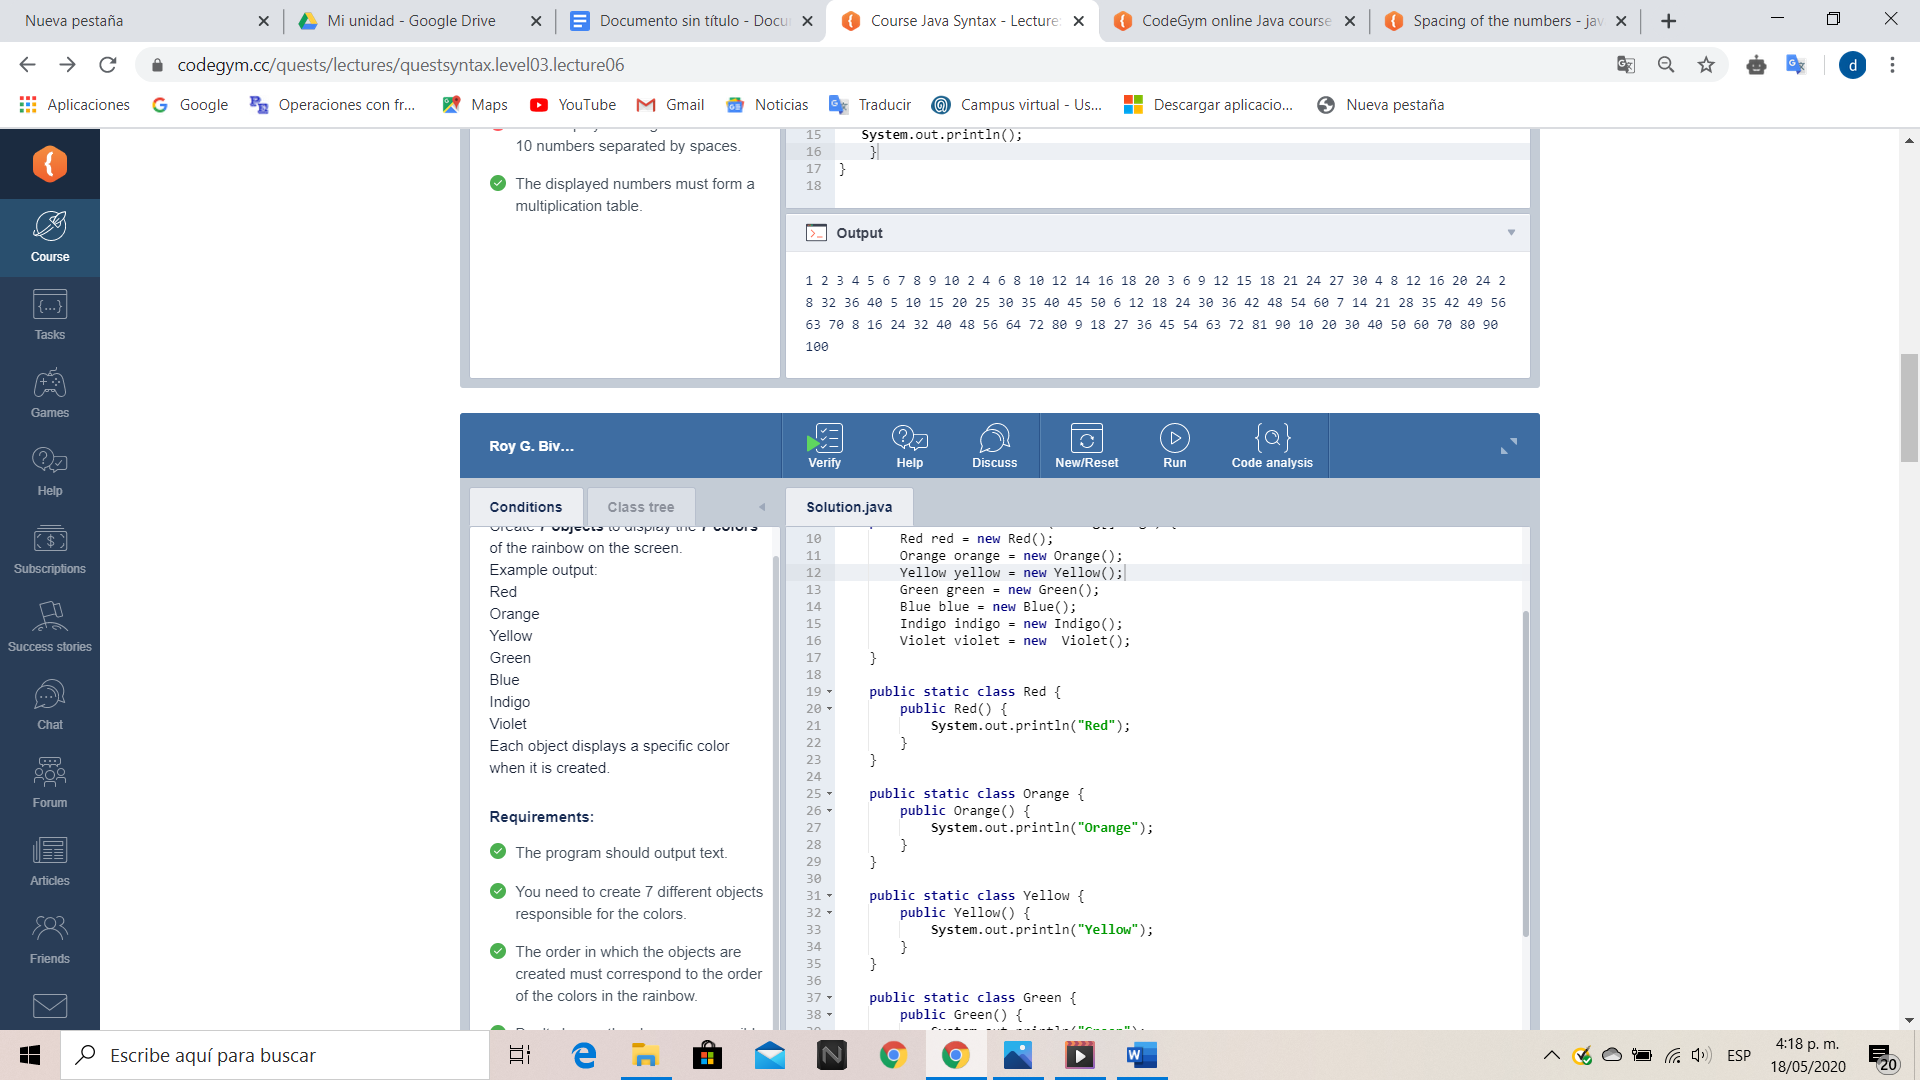 Nueva pestaña
Mi unidad - Google Drive
Documento sin título - Docu
Course Java Syntax - Lecture
CodeGym online Java course
Spacing of the numbers - jav
codegym.cc/quests/lectures/questsyntax.level03.lecture06
d
Aplicaciones
Google
Operaciones con fr...
Maps
YouTube
Gmail
Noticias
Traducir
Campus virtual - Us...
Descargar aplicacio...
Nueva pestaña
Course
Tasks
Games
Help
Subscriptions
Success stories
Chat
Forum
Articles
Friends
10 numbers separated by spaces.
The displayed numbers must form a
multiplication table.
15 System.out.println();
16 }
17 }
18
Output
1 2 3 4 5 6 7 8 9 10 2 4 6 8 10 12 14 16 18 20 3 6 9 12 15 18 21 24 27 30 4 8 12 16 20 24 2
8 32 36 40 5 10 15 20 25 30 35 40 45 50 6 12 18 24 30 36 42 48 54 60 7 14 21 28 35 42 49 56
63 70 8 16 24 32 40 48 56 64 72 80 9 18 27 36 45 54 63 72 81 90 10 20 30 40 50 60 70 80 90
100
Roy G. Biv...
Verify
Help
Discuss
New/Reset
Run
Code analysis
Conditions
Class tree
Solution.java
Create 7 objects to display the 7 colors
of the rainbow on the screen.
Example output:
Red
Orange
Yellow
Green
Blue
Indigo
Violet
Each object displays a specific color
when it is created.
Requirements:
The program should output text.
You need to create 7 different objects
responsible for the colors.
The order in which the objects are
created must correspond to the order
of the colors in the rainbow.
10 Red red = new Red();
11 Orange orange = new Orange();
12 Yellow yellow = new Yellow();
13 Green green = new Green();
14 Blue blue = new Blue();
15 Indigo indigo = new Indigo();
16 Violet violet = new  Violet();
17 }
18
19 public static class Red {
20 public Red() {
21 System.out.println("Red");
22 }
23 }
24
25 public static class Orange {
26 public Orange() {
27 System.out.println("Orange");
28 }
29 }
30
31 public static class Yellow {
32 public Yellow() {
33 System.out.println("Yellow");
34 }
35 }
36
37 public static class Green {
38 public Green() {
Escribe aquí para buscar
ESP
4:18 p. m.
18/05/2020
20